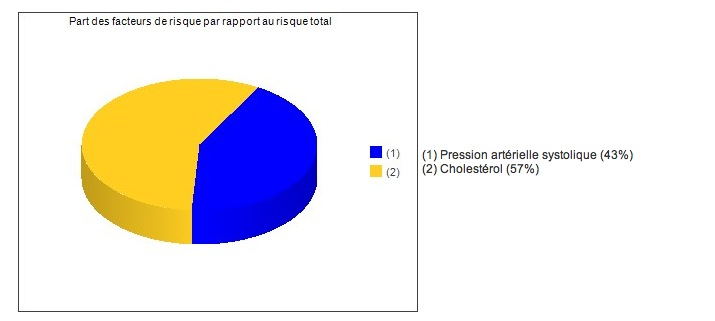 Part des facteurs de risque par rapport au risque total
(1)
(2)
(1) Pression artérielle systolique (43%)
(2) Cholestérol (57%)